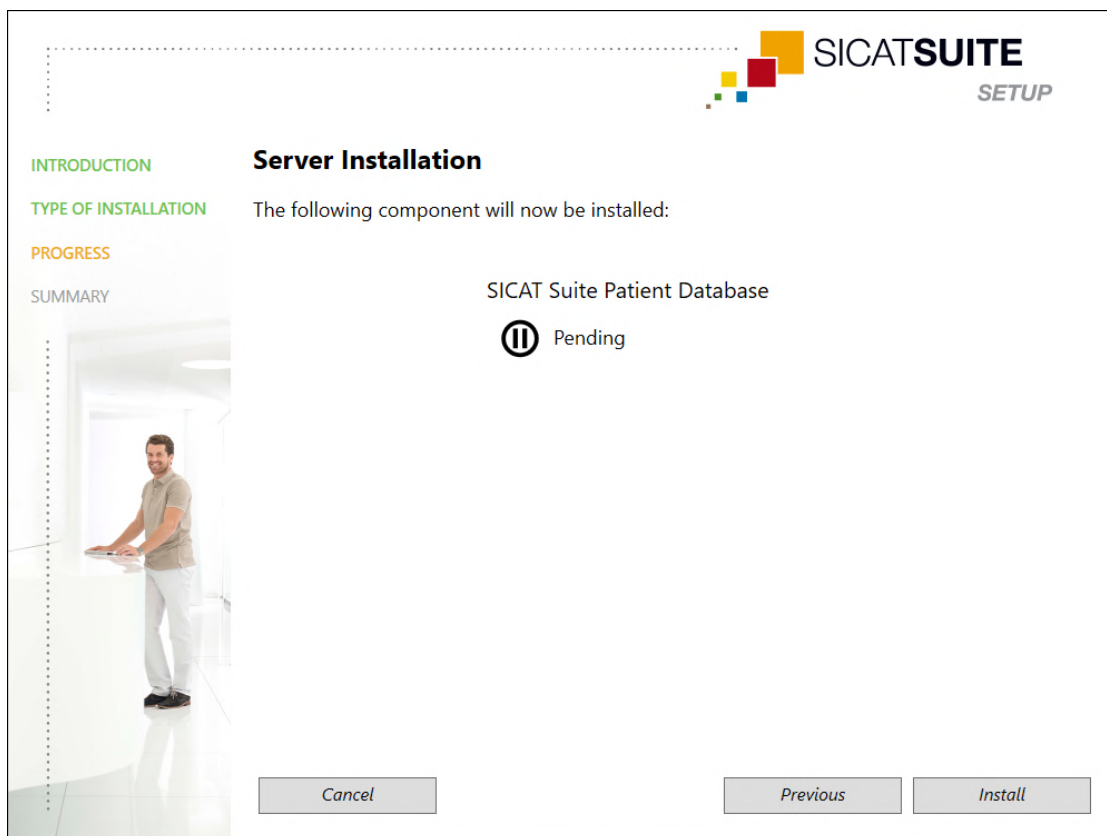 SICATSUITE
SETUP
INTRODUCTION
TYPE OF INSTALLATION
PROGRESS
SUMMARY
Server Installation
The following component will now be installed:
SICAT Suite Patient Database
Pending
Cancel
Previous
Install